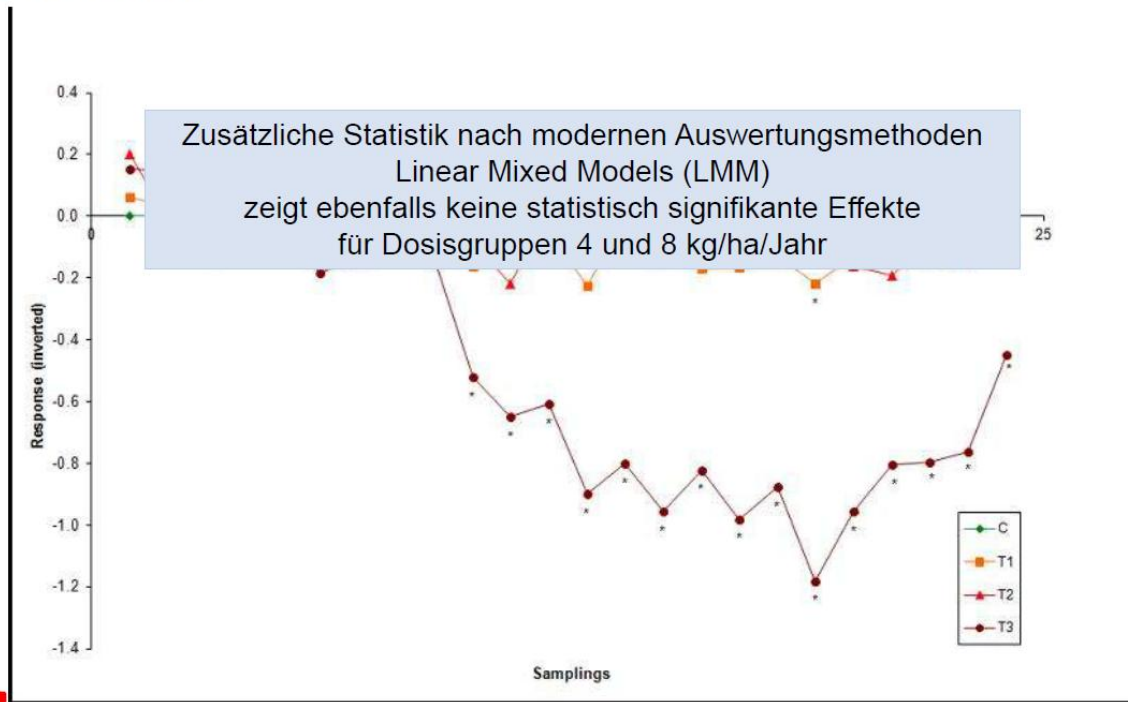 0.4
Zusätzliche Statistik nach modernen Auswertungsmethoden
0.2
Linear Mixed Models (LMM)
zeigt ebenfalls keine statistisch signifikante Effekte
0.0
0
25
für Dosisgruppen 4 und 8 kg/ha/Jahr
-0.2
*
-0.4
*
*
*
-0.6
*
*
*
-0.8
*
*
*
*
*
*
*
*
-1.0
*
-1.2
*
-1.4
Response (inverted)
C
T1
T2
T3
Samplings